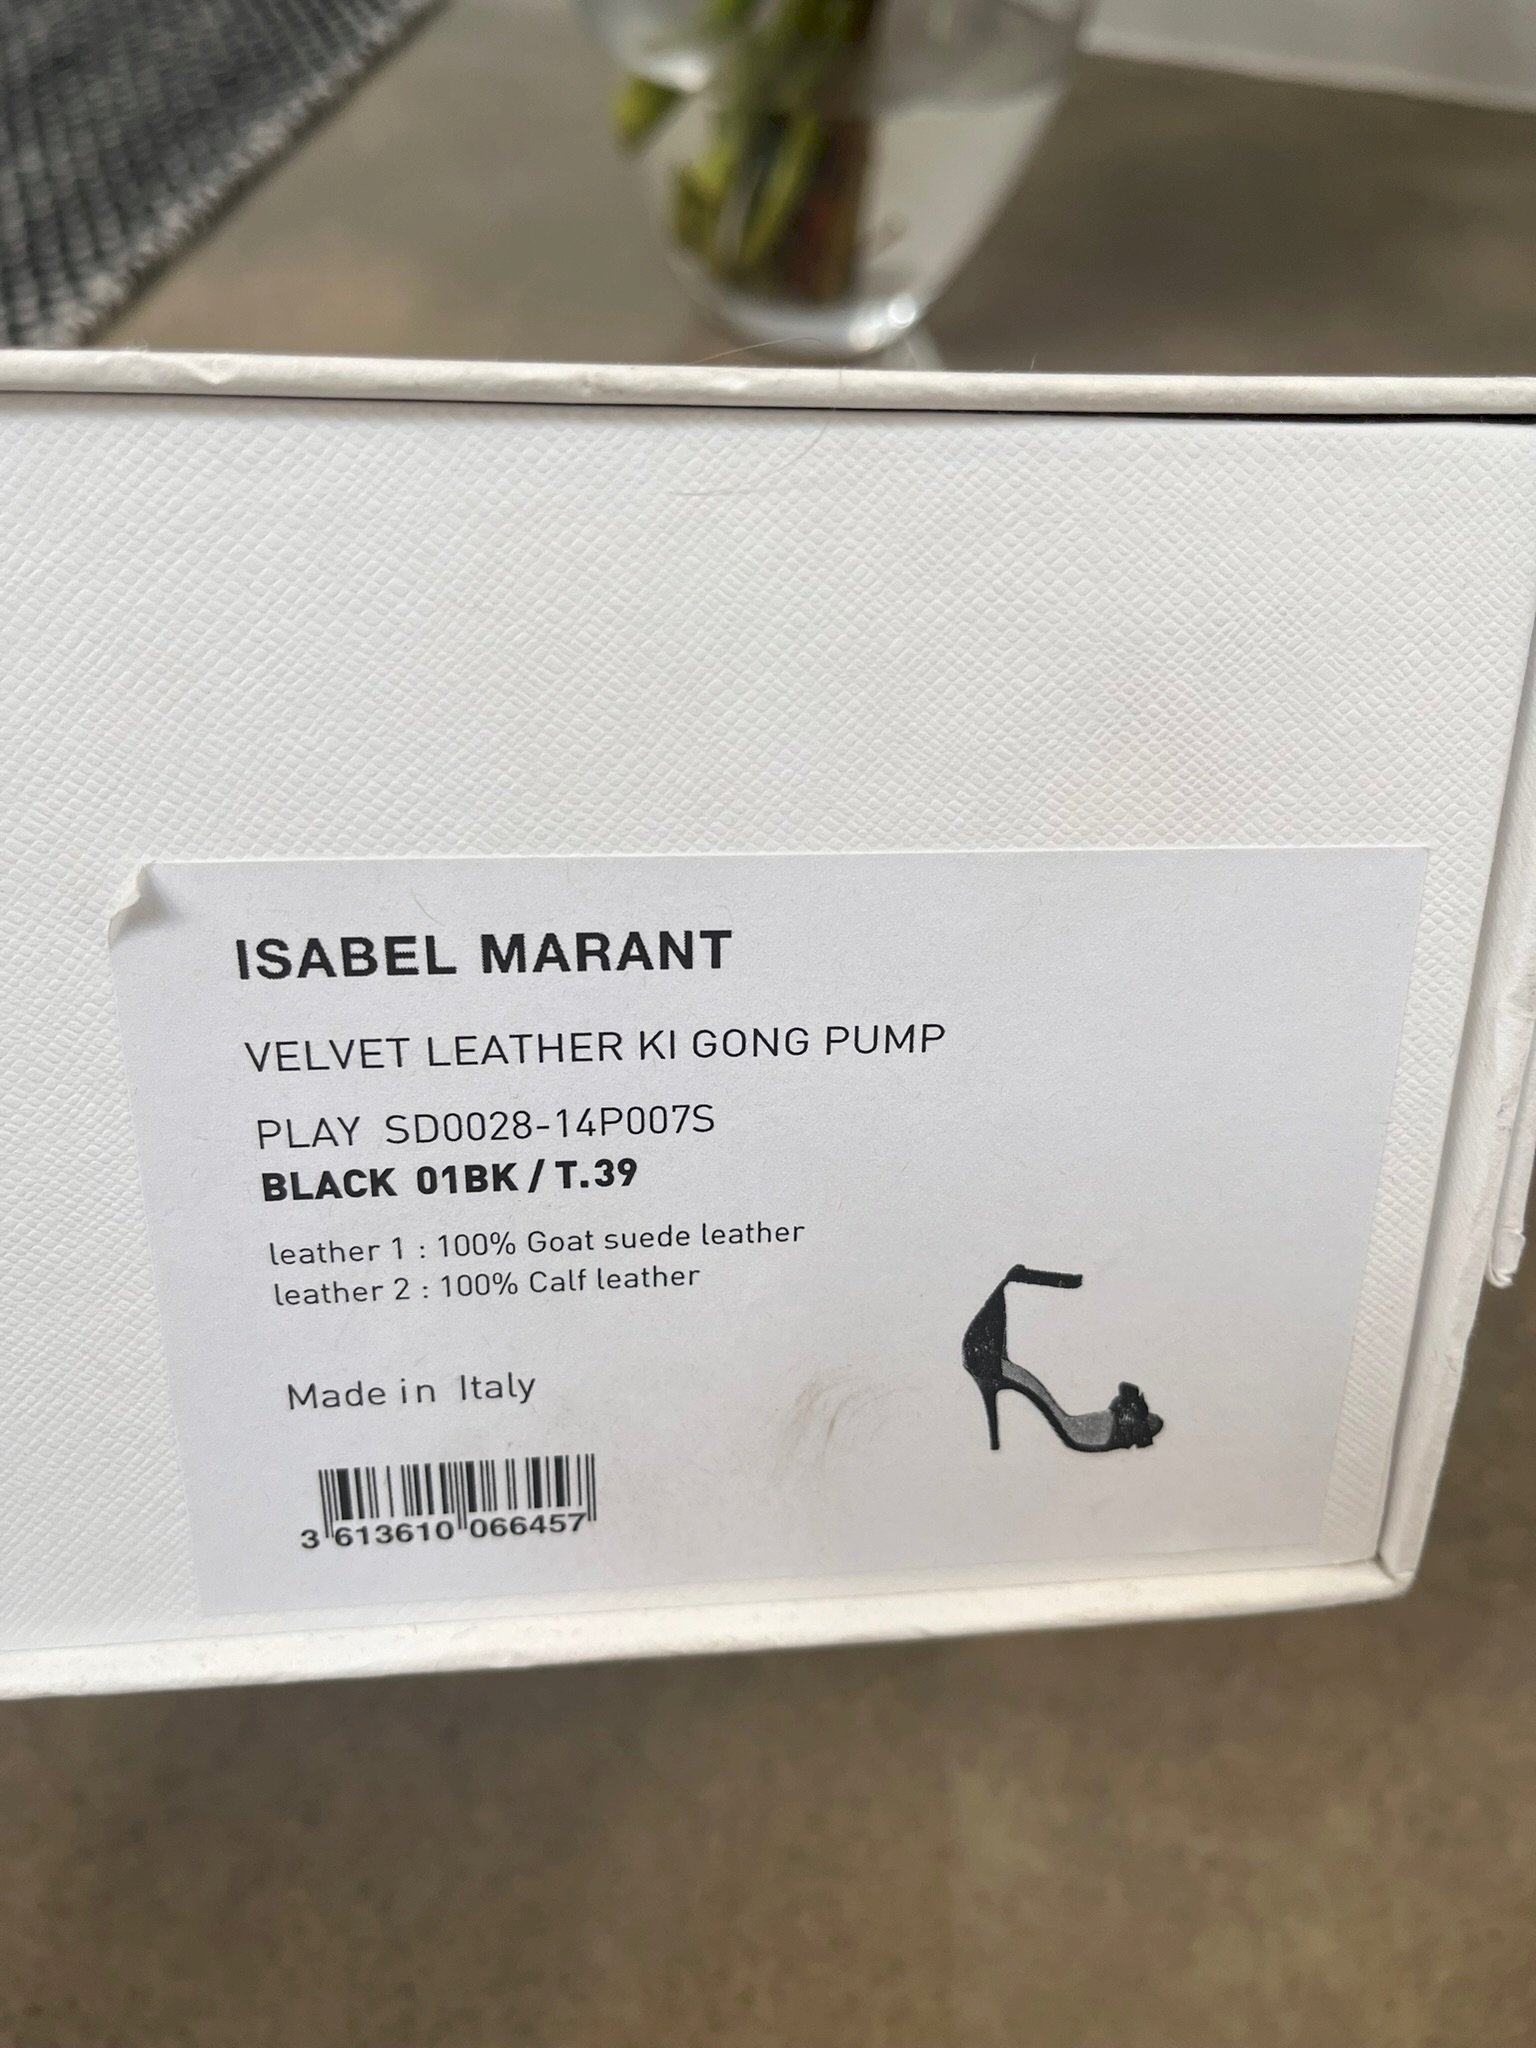 ISABEL MARANT
VELVET LEATHER KI GONG PUMP
PLAY SD0028-14P007S
BLACK 01BK / T.39
leather 1 : 100% Goat suede leather
leather 2 : 100% Calf leather
Made in Italy
3 613610 066457